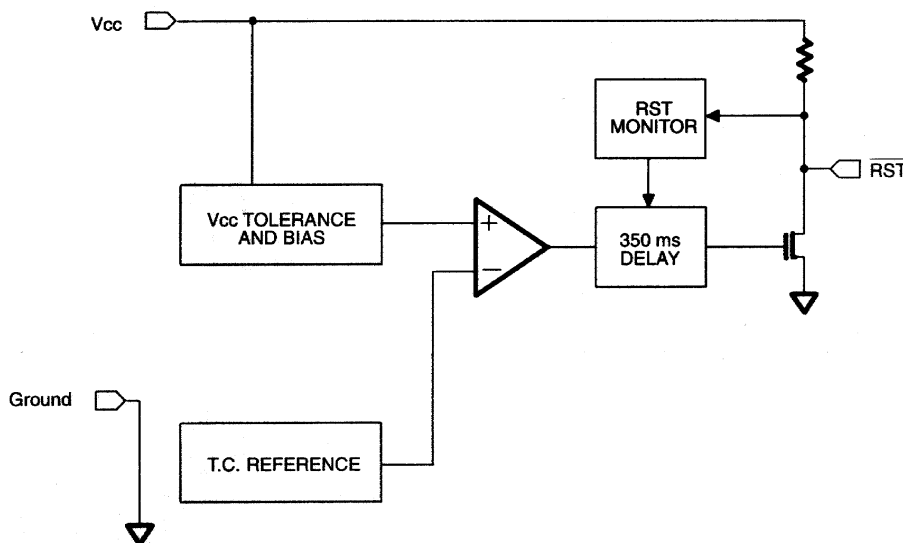 Vcc
RST
MONITOR
RST
Vcc TOLERANCE
AND BIAS
+
−
350 ms
DELAY
Ground
T.C. REFERENCE